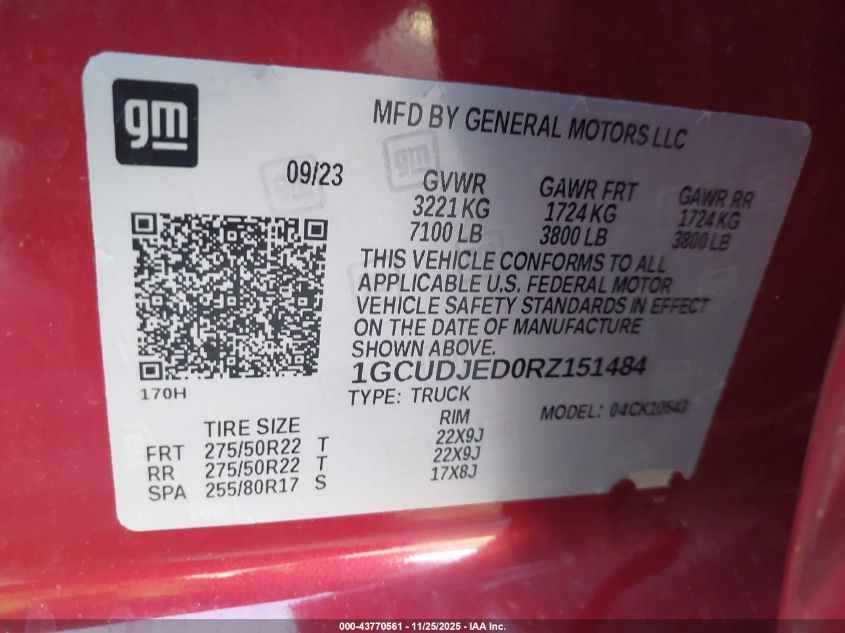 gm
MFD BY GENERAL MOTORS LLC
09/23
GVWR GAWR FRT GAWR RR
3221 KG 1724 KG 1724 KG
7100 LB 3800 LB 3800 LB
THIS VEHICLE CONFORMS TO ALL
APPLICABLE U.S. FEDERAL MOTOR
VEHICLE SAFETY STANDARDS IN EFFECT
ON THE DATE OF MANUFACTURE
SHOWN ABOVE.
1GCUDJED0RZ151484
170H
TYPE: TRUCK MODEL: 04CK10543
TIRE SIZE RIM
FRT 275/50R22 T 22X9J
RR 275/50R22 T 22X9J
SPA 255/80R17 S 17X8J
000-43770561 - 11/25/2025 - IAA Inc.